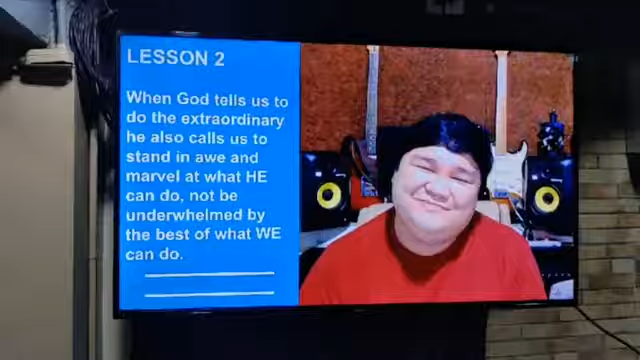 LESSON 2
When God tells us to
do the extraordinary
he also calls us to
stand in awe and
marvel at what HE
can do, not be
underwhelmed by
the best of what WE
can do.